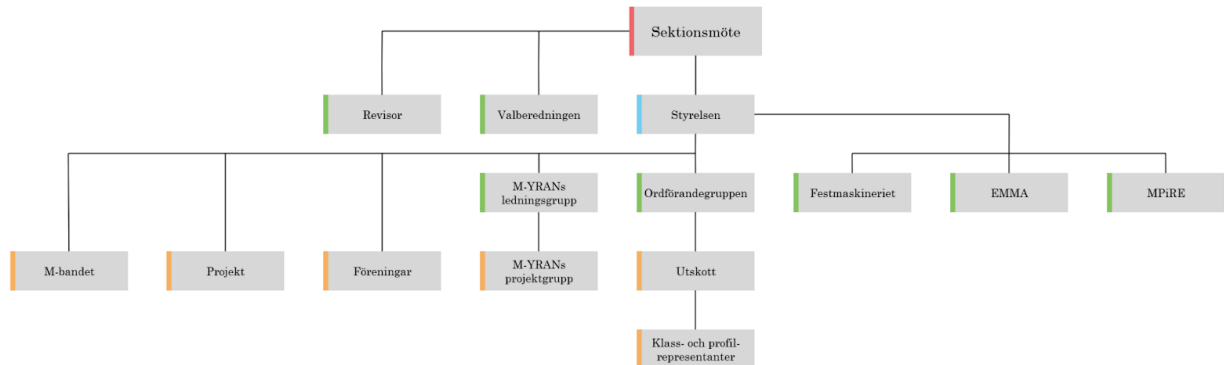 Sektionsmöte
Revisor
Valberedningen
Styrelsen
M-YRANs
ledningsgrupp
Ordförandegruppen
Festmaskineriet
EMMA
MPiRE
M-bandet
Projekt
Föreningar
M-YRANs
projektgrupp
Utskott
Klass- och profil-
representanter